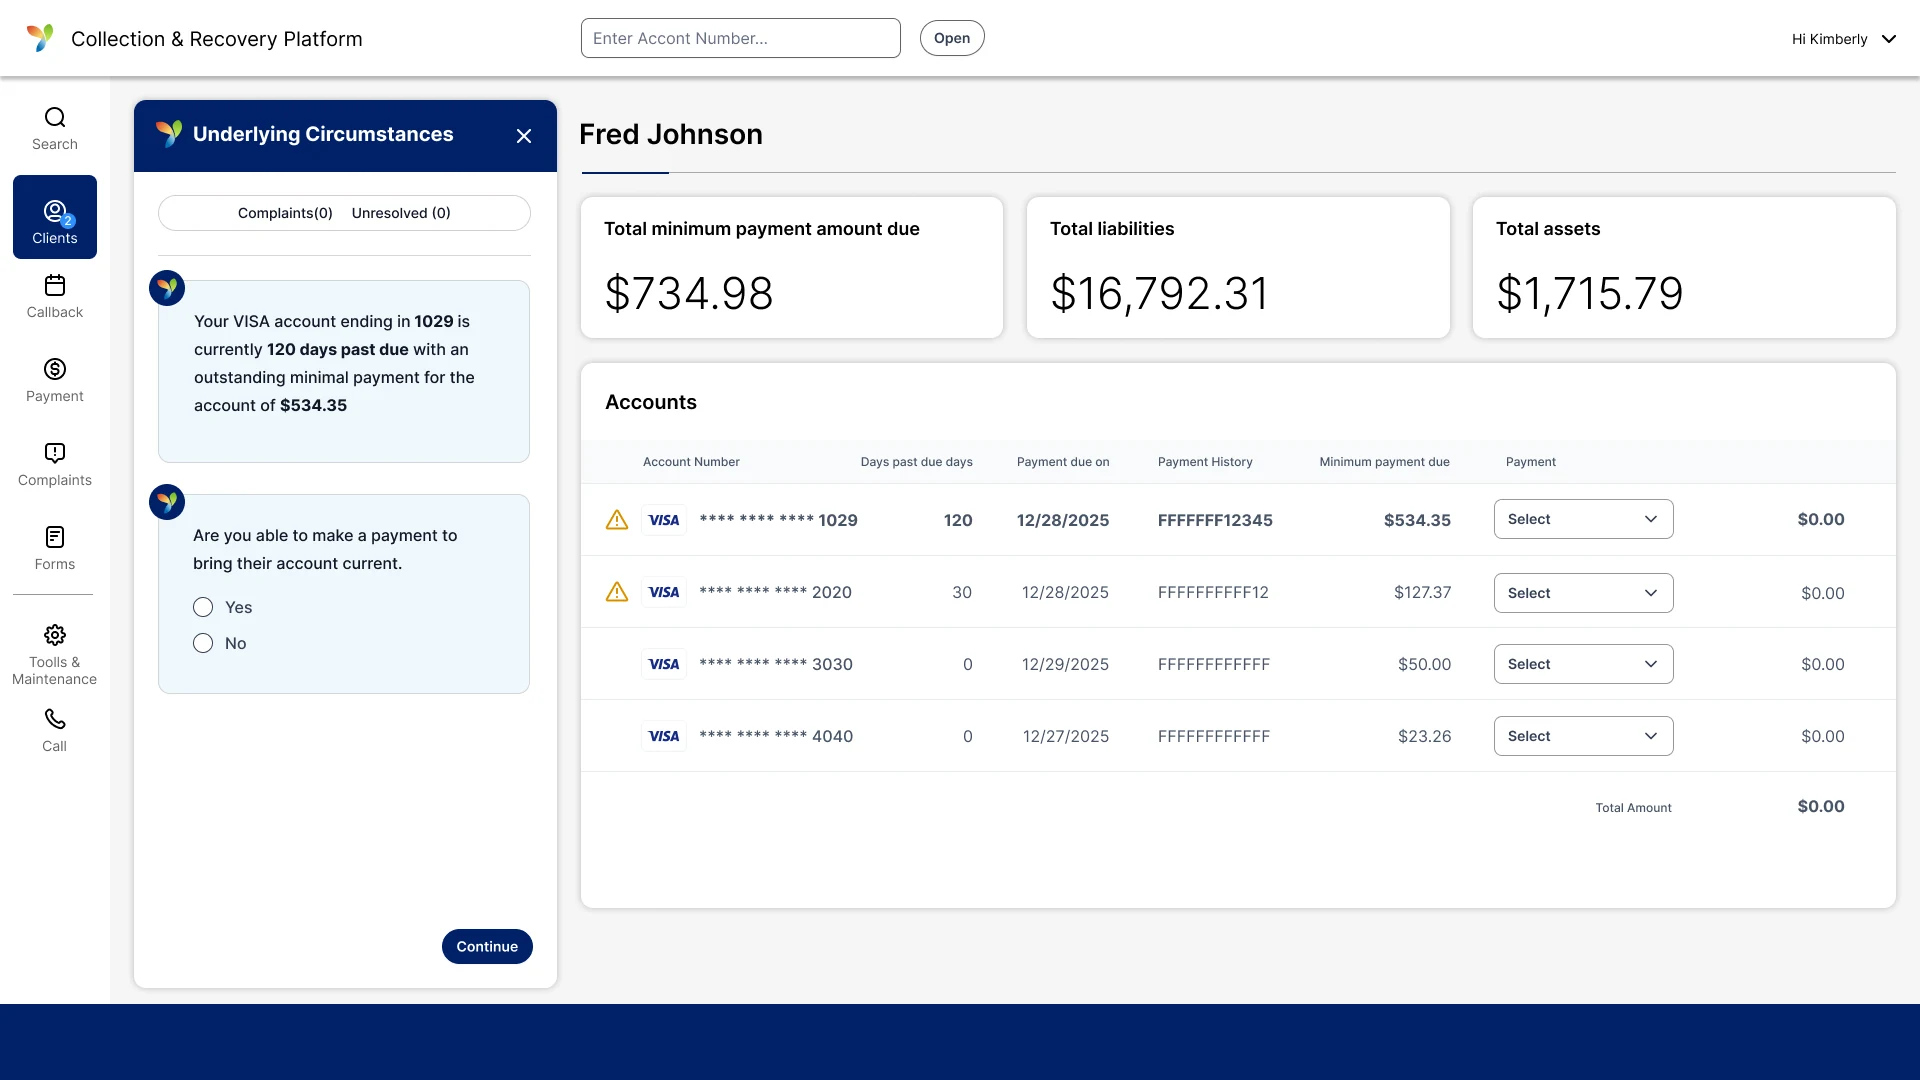 Collection & Recovery Platform
Enter Accont Number...
Open
Hi Kimberly
Search
2
Clients
Callback
Payment
Complaints
Forms
Toolls &
Maintenance
Call
Underlying Circumstances
Complaints(0) Unresolved (0)
Your VISA account ending in 1029 is
currently 120 days past due with an
outstanding minimal payment for the
account of $534.35
Are you able to make a payment to
bring their account current.
Yes
No
Continue
Fred Johnson
Total minimum payment amount due
$734.98
Total liabilities
$16,792.31
Total assets
$1,715.79
Accounts
Account Number Days past due days Payment due on Payment History Minimum payment due Payment
VISA **** **** **** 1029 120 12/28/2025 FFFFFFF12345 $534.35 Select $0.00
VISA **** **** **** 2020 30 12/28/2025 FFFFFFFFFF12 $127.37 Select $0.00
VISA **** **** **** 3030 0 12/29/2025 FFFFFFFFFFFF $50.00 Select $0.00
VISA **** **** **** 4040 0 12/27/2025 FFFFFFFFFFFF $23.26 Select $0.00
Total Amount $0.00